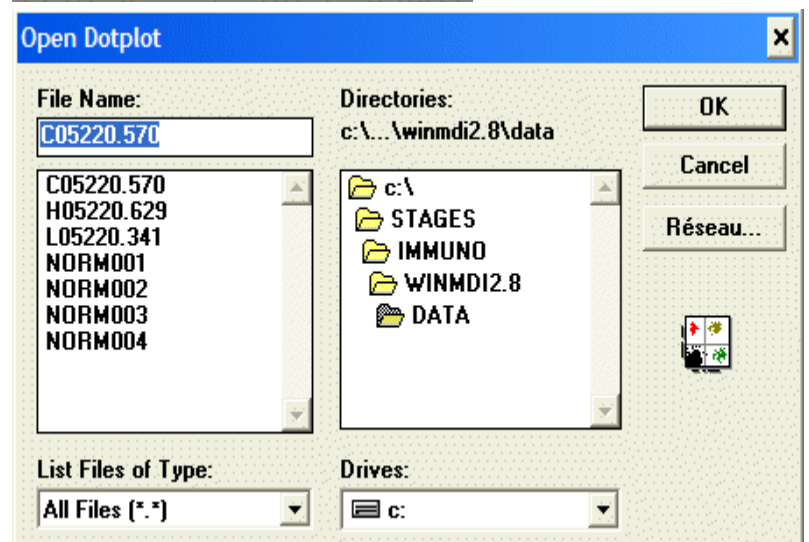 Open Dotplot
File Name:
C05220.570
C05220.570
H05220.629
L05220.341
NORM001
NORM002
NORM003
NORM004
List Files of Type:
All Files (*.*)
Directories:
c:\...\winmdi2.8\data
c:\
STAGES
IMMUNO
WINMDI2.8
DATA
Drives:
c:
OK
Cancel
Réseau...